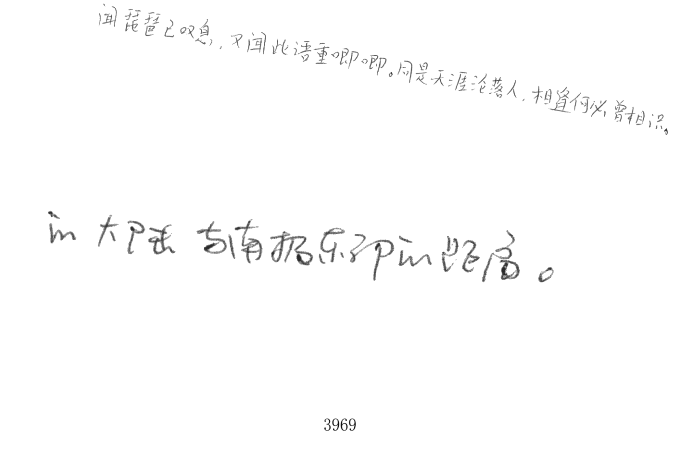 闻琵琶已叹息，又闻此语重唧唧。同是天涯沦落人，相逢何必曾相识。
的大陆 与南极东部的距离。
3969